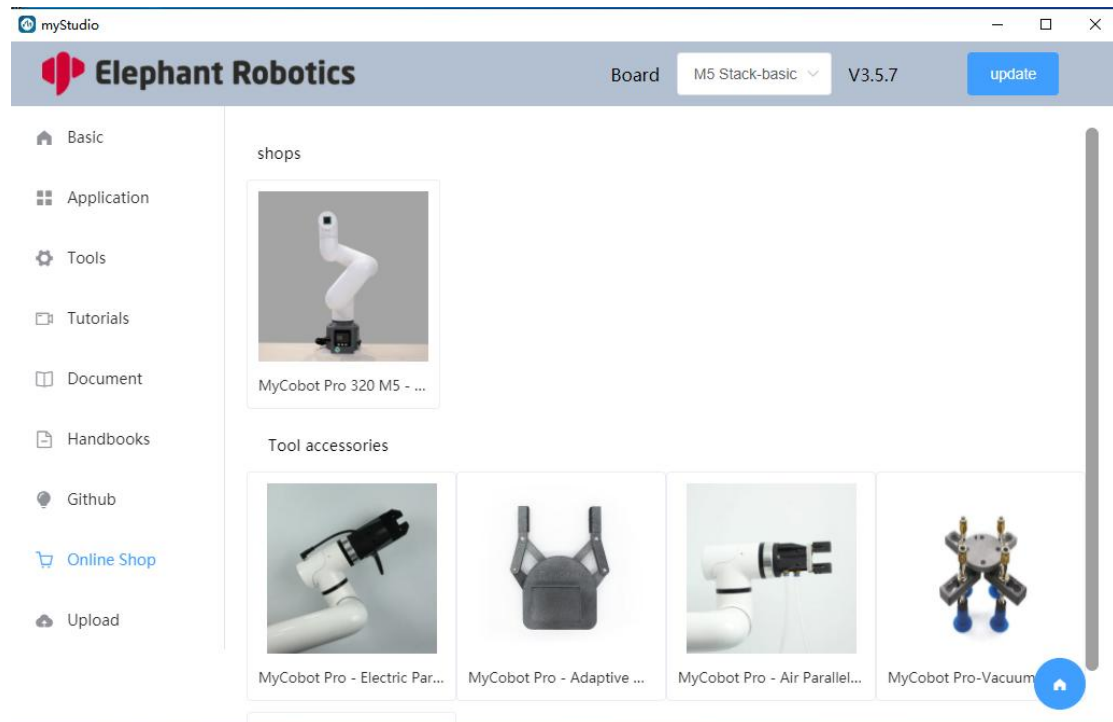 myStudio
Elephant Robotics
Board
M5 Stack-basic
V3.5.7
update
Basic
Application
Tools
Tutorials
Document
Handbooks
Github
Online Shop
Upload
shops
MyCobot Pro 320 M5 - ...
Tool accessories
MyCobot Pro - Electric Par...
MyCobot Pro - Adaptive ...
MyCobot Pro - Air Parallel...
MyCobot Pro-Vacuum